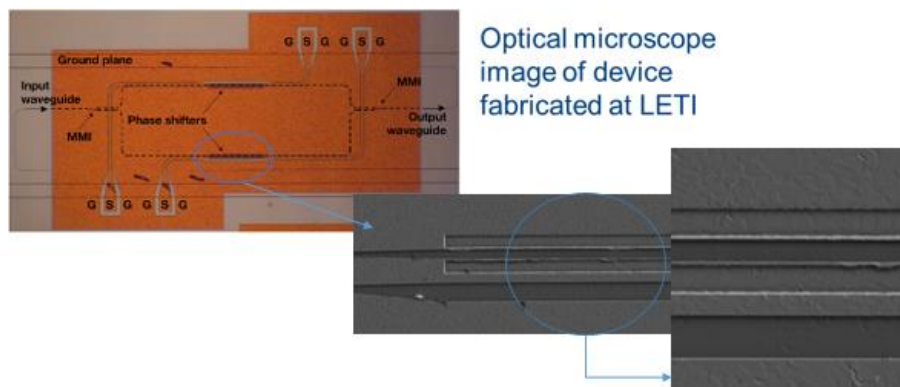 G S G G S G
Ground plane
Input
waveguide
MMI
Phase shifters
MMI
Output
waveguide
G S G G S G
Optical microscope
image of device
fabricated at LETI